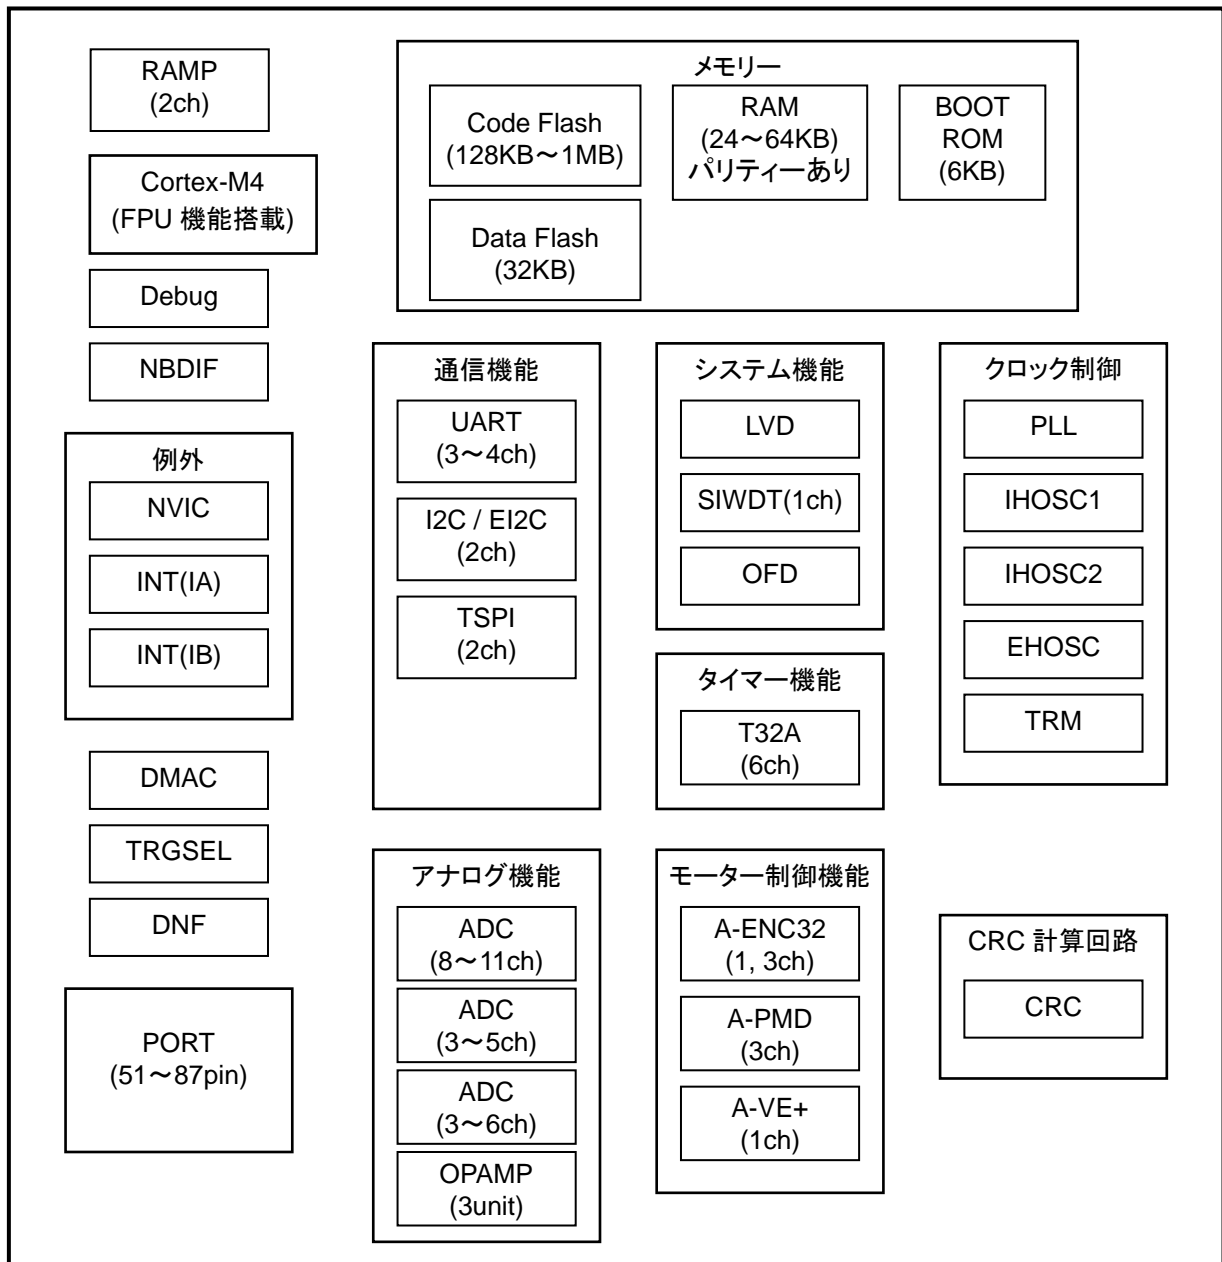 RAMP
(2ch)
Cortex-M4
(FPU 機能搭載)
Debug
NBDIF
例外
NVIC
INT(IA)
INT(IB)
DMAC
TRGSEL
DNF
PORT
(51～87pin)
メモリー
Code Flash
(128KB～1MB)
Data Flash
(32KB)
RAM
(24～64KB)
パリティーあり
BOOT
ROM
(6KB)
通信機能
UART
(3～4ch)
I2C / EI2C
(2ch)
TSPI
(2ch)
システム機能
LVD
SIWDT(1ch)
OFD
タイマー機能
T32A
(6ch)
クロック制御
PLL
IHOSC1
IHOSC2
EHOSC
TRM
アナログ機能
ADC
(8～11ch)
ADC
(3～5ch)
ADC
(3～6ch)
OPAMP
(3unit)
モーター制御機能
A-ENC32
(1, 3ch)
A-PMD
(3ch)
A-VE+
(1ch)
CRC 計算回路
CRC